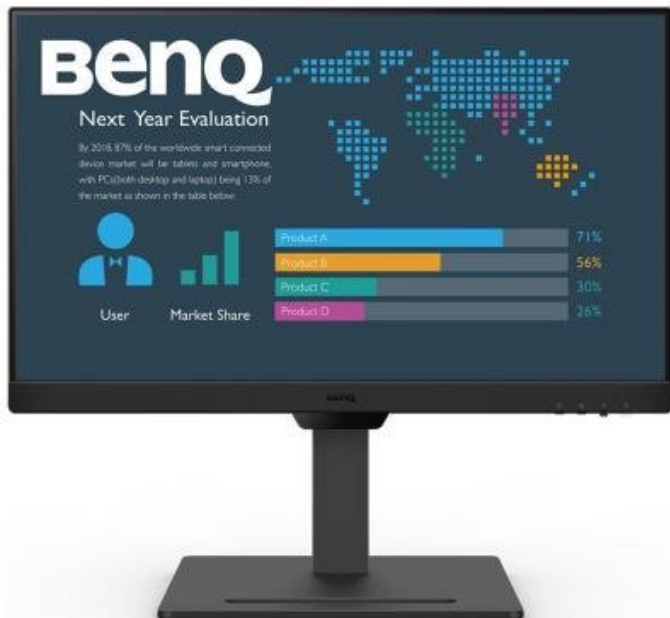 BenQ
Next Year Evaluation
By 2018, 87% of the worldwide smart connected
device market will be tablets and smartphone,
with PCs(both desktop and laptop) being 13% of
the market as shown in the table below:
User
Market Share
Product A 71%
Product B 56%
Product C 30%
Product D 26%
BenQ